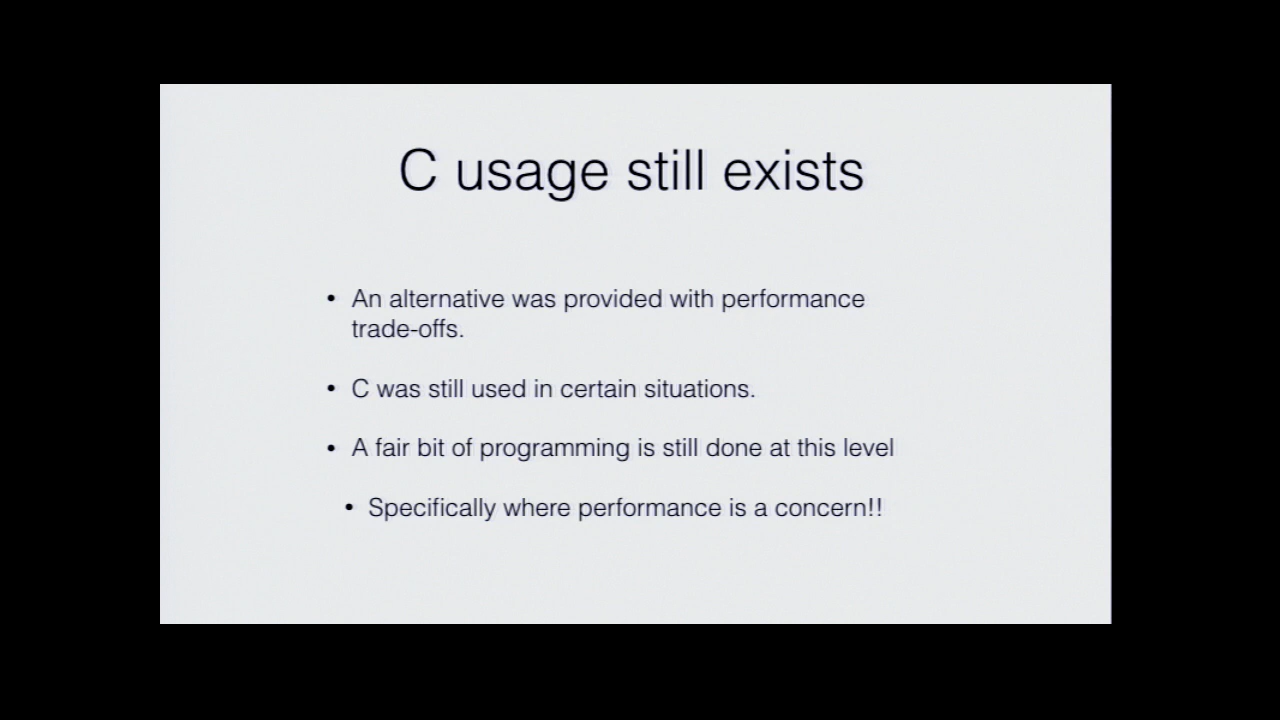 C usage still exists
• An alternative was provided with performance
trade-offs.
• C was still used in certain situations.
• A fair bit of programming is still done at this level
• Specifically where performance is a concern!!